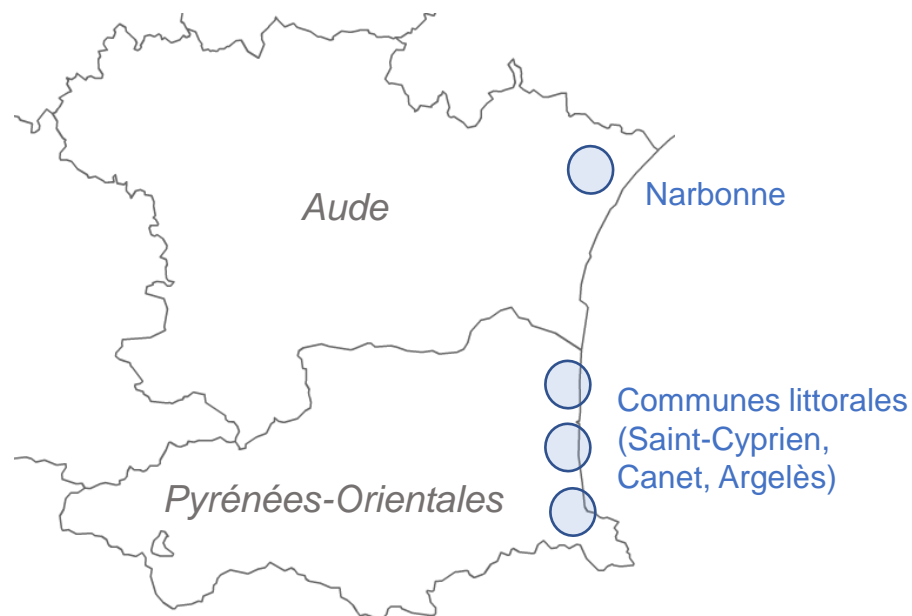 Narbonne
Aude
Communes littorales
(Saint-Cyprien,
Canet, Argelès)
Pyrénées-Orientales